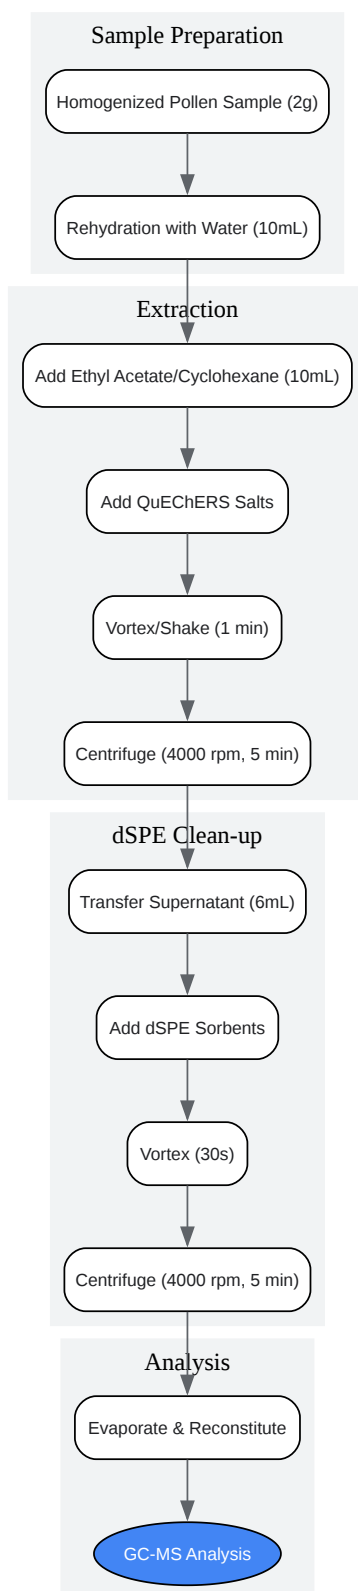 Sample Preparation
Homogenized Pollen Sample (2g)
Rehydration with Water (10mL)
Extraction
Add Ethyl Acetate/Cyclohexane (10mL)
Add QuEChERS Salts
Vortex/Shake (1 min)
Centrifuge (4000 rpm, 5 min)
dSPE Clean-up
Transfer Supernatant (6mL)
Add dSPE Sorbents
Vortex (30s)
Centrifuge (4000 rpm, 5 min)
Analysis
Evaporate & Reconstitute
GC-MS Analysis